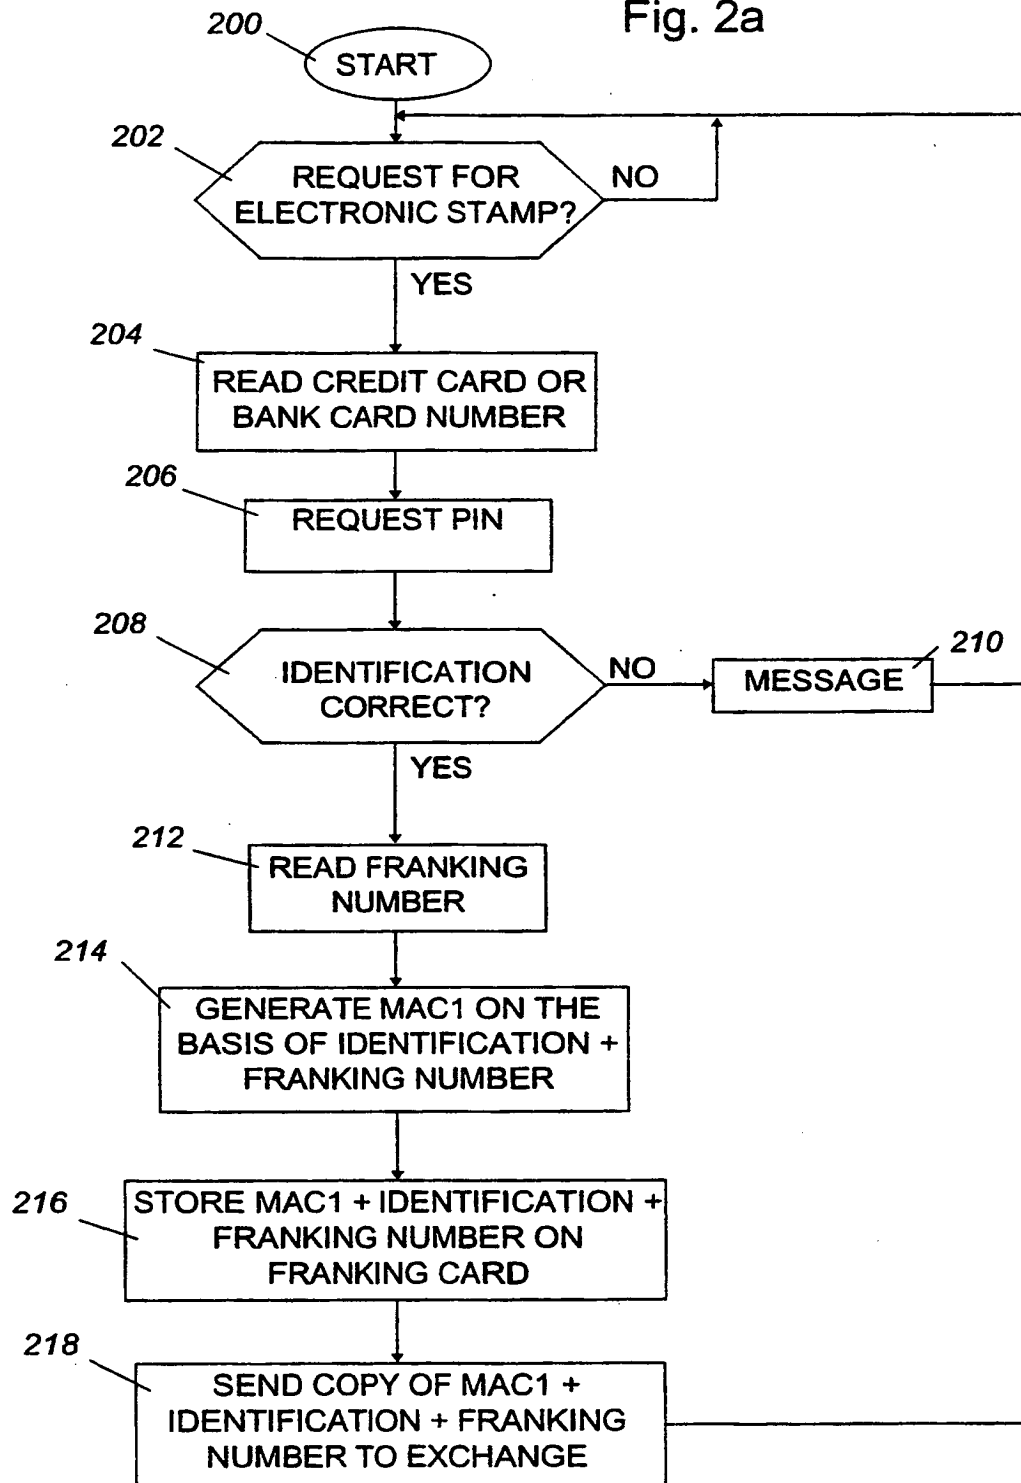 Fig. 2a
200
START
202
REQUEST FOR
ELECTRONIC STAMP?
NO
YES
204
READ CREDIT CARD OR
BANK CARD NUMBER
206
REQUEST PIN
208
IDENTIFICATION
CORRECT?
NO
210
MESSAGE
YES
212
READ FRANKING
NUMBER
214
GENERATE MAC1 ON THE
BASIS OF IDENTIFICATION +
FRANKING NUMBER
216
STORE MAC1 + IDENTIFICATION +
FRANKING NUMBER ON
FRANKING CARD
218
SEND COPY OF MAC1 +
IDENTIFICATION + FRANKING
NUMBER TO EXCHANGE